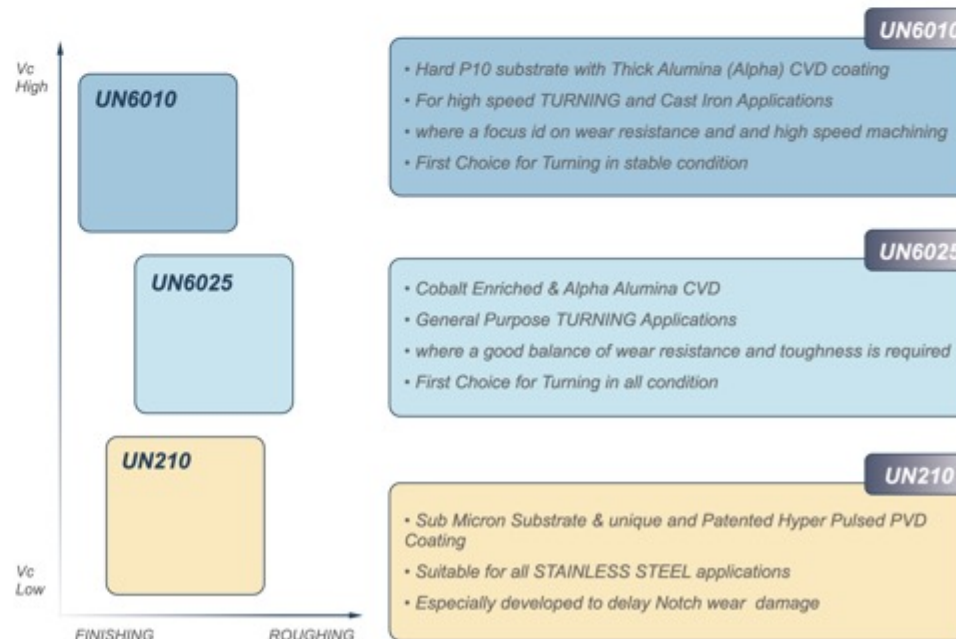 Vc
High
UN6010
UN6010
• Hard P10 substrate with Thick Alumina (Alpha) CVD coating
• For high speed TURNING and Cast Iron Applications
• where a focus id on wear resistance and and high speed machining
• First Choice for Turning in stable condition
UN6025
UN6025
• Cobalt Enriched & Alpha Alumina CVD
• General Purpose TURNING Applications
• where a good balance of wear resistance and toughness is required
• First Choice for Turning in all condition
UN210
UN210
• Sub Micron Substrate & unique and Patented Hyper Pulsed PVD
Coating
• Suitable for all STAINLESS STEEL applications
• Especially developed to delay Notch wear damage
Vc
Low
FINISHING
ROUGHING